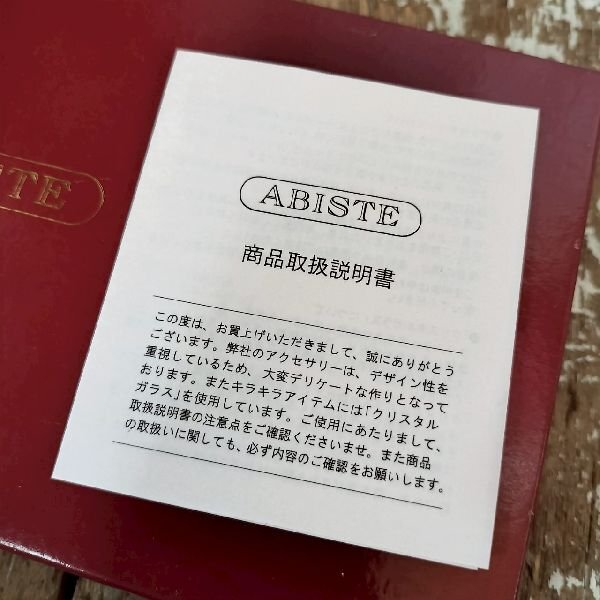 STE
ABISTE
商品取扱説明書
この度は、お買上げいただきまして、誠にありがとう
ございます。弊社のアクセサリーは、デザイン性を
重視しているため、大変デリケートな作りとなって
おります。またキラキラアイテムには「クリスタル
ガラス」を使用しています。ご使用にあたりまして、
取扱説明書の注意点をご確認くださいませ。また商品
の取扱いに関しても、必ず内容のご確認をお願いします。